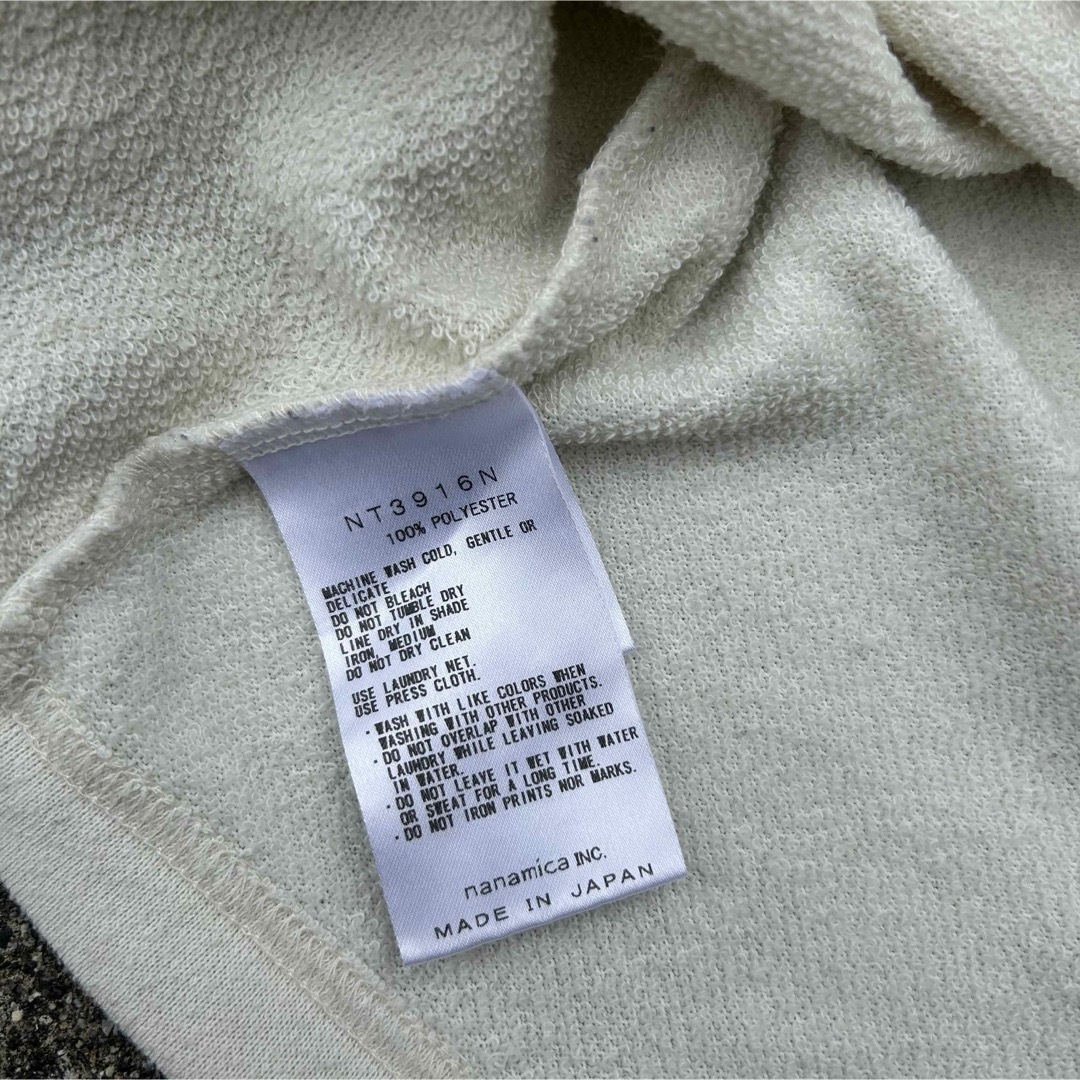 NT3916N
100% POLYESTER
MACHINE WASH COLD, GENTLE OR
DELICATE
DO NOT BLEACH
DO NOT TUMBLE DRY
LINE DRY IN SHADE
IRON, MEDIUM
DO NOT DRY CLEAN
USE LAUNDRY NET.
USE PRESS CLOTH.
・WASH WITH LIKE COLORS WHEN
WASHING WITH OTHER PRODUCTS.
・DO NOT OVERLAP WITH OTHER
LAUNDRY WHILE LEAVING SOAKED
IN WATER.
・DO NOT LEAVE IT WET WITH WATER
OR SWEAT FOR A LONG TIME.
・DO NOT IRON PRINTS NOR MARKS.
nanamica INC.
MADE IN JAPAN